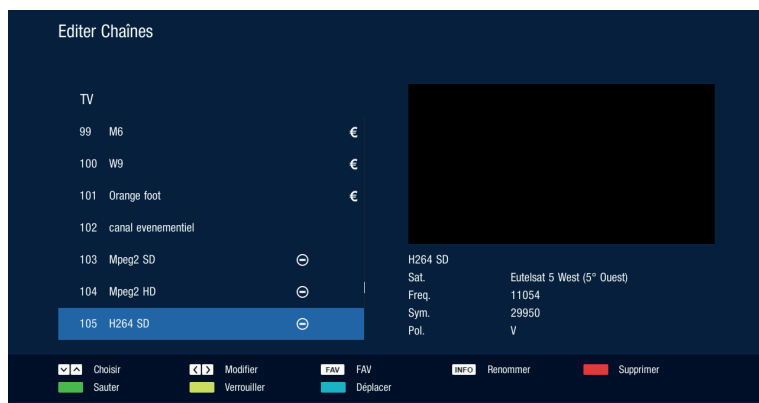 Editer Chaînes
TV
99 M6 €
100 W9 €
101 Orange foot €
102 canal evenementiel
103 Mpeg2 SD
104 Mpeg2 HD
105 H264 SD
H264 SD
Sat. Eutelsat 5 West (5° Ouest)
Freq. 11054
Sym. 29950
Pol. V
Choisir Modifier FAV FAV INFO Renommer Supprimer
Sauter Verrouiller Déplacer